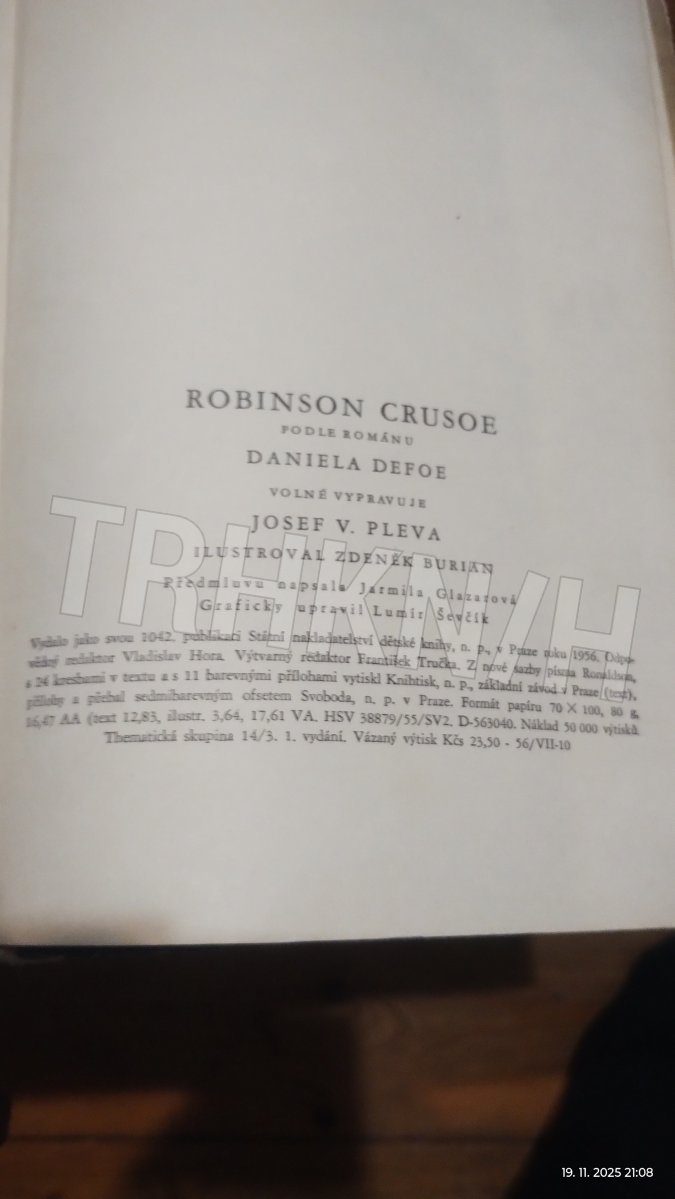 ROBINSON CRUSOE
PODLE ROMÁNU
DANIELA DEFOE
VOLNĚ VYPRAVUJE
JOSEF V. PLEVA
ILUSTROVAL ZDENĚK BURIAN
Předmluvu napsala Jarmila Glazarová
Graficky upravil Lumír Ševčík
Vydalo jako svou 1042. publikaci Státní nakladatelství dětské knihy, n. p., v Praze roku 1956. Odpo-
vědný redaktor Vladislav Hora. Výtvarný redaktor František Tručka. Z nové sazby písma Ronaldson,
s 24 kresbami v textu a s 11 barevnými přílohami vytiskl Knihtisk, n. p., základní závod v Praze (text),
přílohy a přebal sedmibarevným ofsetem Svoboda, n. p. v Praze. Formát papíru 70 × 100, 80 g,
16,47 AA (text 12,83, ilustr. 3,64, 17,61 VA. HSV 38879/55/SV2. D-563040. Náklad 50 000 výtisků.
Thematická skupina 14/3. 1. vydání. Vázaný výtisk Kčs 23,50 - 56/VII-10
TRHKNIH
19. 11. 2025 21:08